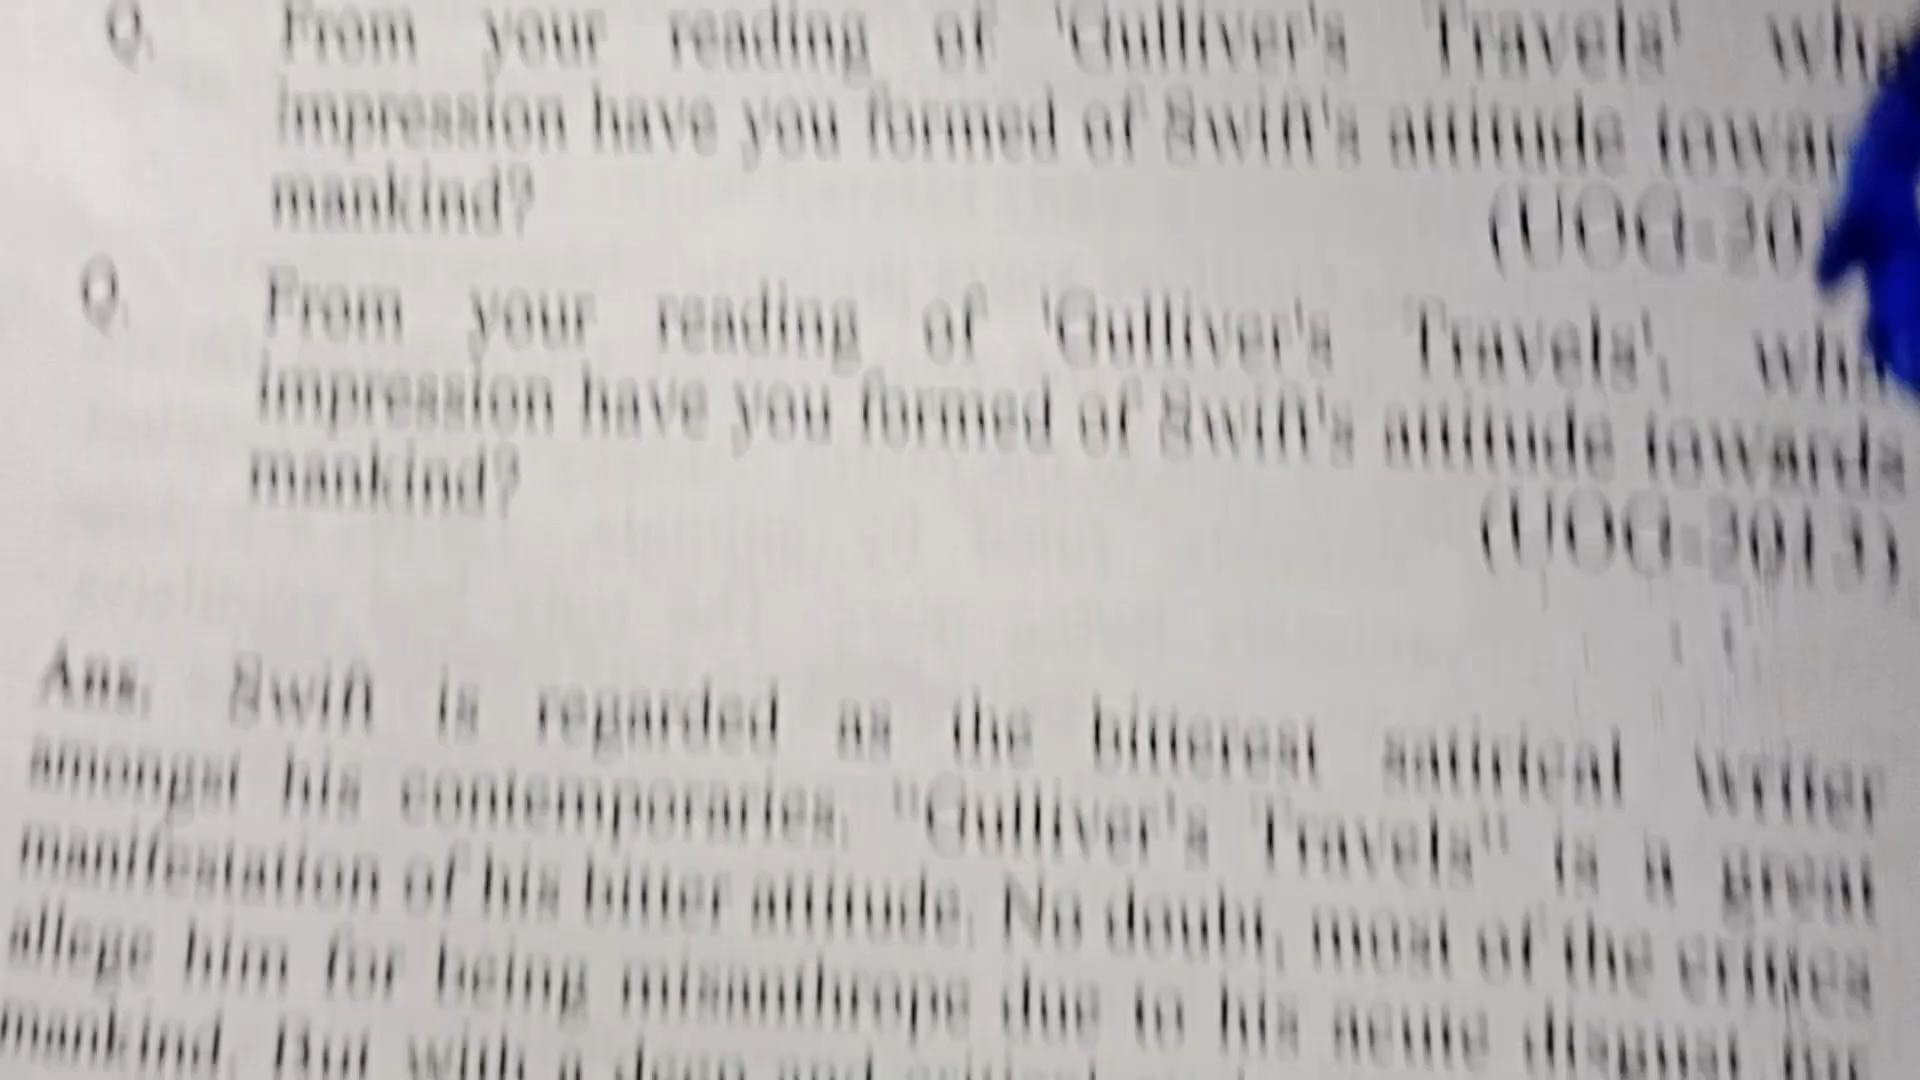 Q. From your reading of 'Gulliver's Travels'
impression have you formed of Swift's attitude
mankind?
(UOG-20
Q. From your reading of 'Gulliver's Travels',
impression have you formed of Swift's attitude towards
mankind?
(UOG-2013)
Ans. Swift is regarded as the bitterest satirical writer
amongst his contemporaries. "Gulliver's Travels" is a great
manifestation of his bitter attitude. No doubt, most of the critics
allege him for being misanthrope due to his acute disgust for
mankind. But with a deep and